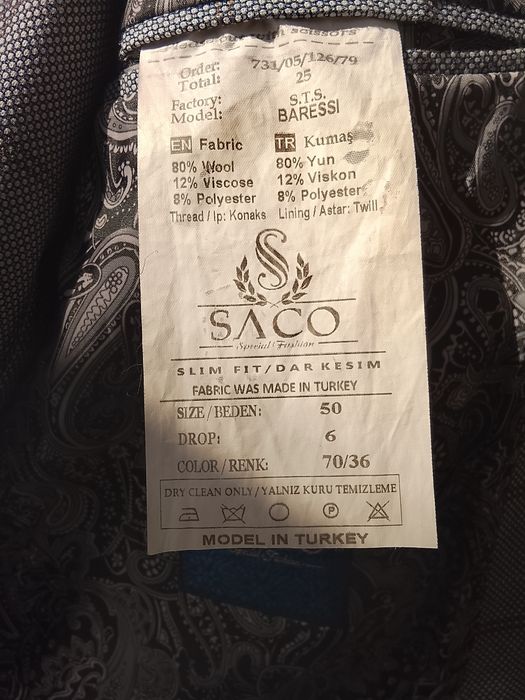 with scissors
Order: 731/05/126/79
Total: 25
Factory: S.T.S.
Model: BARESSI
EN Fabric TR Kumaş
80% Wool 80% Yun
12% Viscose 12% Viskon
8% Polyester 8% Polyester
Thread / Ip: Konaks Lining / Astar: Twill
SACO
Special Fashion
SLIM FIT/DAR KESIM
FABRIC WAS MADE IN TURKEY
SIZE/BEDEN: 50
DROP: 6
COLOR/RENK: 70/36
DRY CLEAN ONLY/YALNIZ KURU TEMIZLEME
P
MODEL IN TURKEY